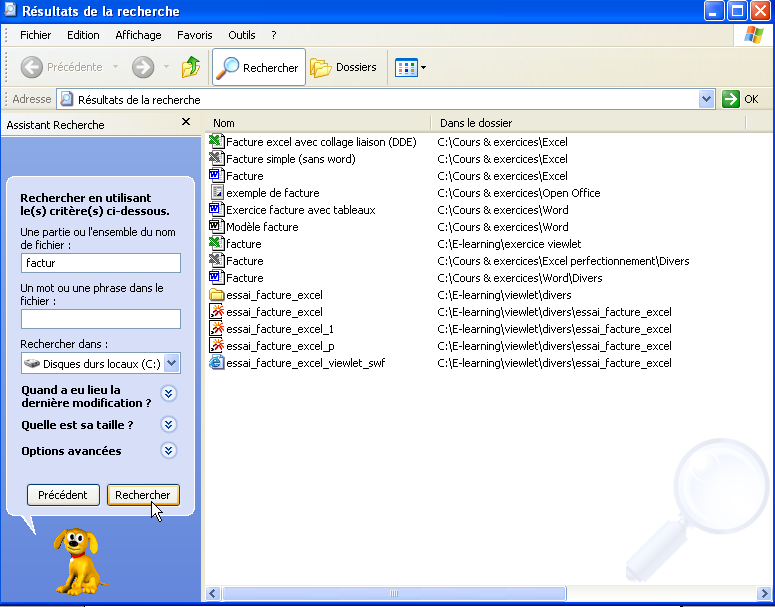 Résultats de la recherche
Fichier Edition Affichage Favoris Outils ?
Précédente Rechercher Dossiers
Adresse Résultats de la recherche OK
Assistant Recherche
Rechercher en utilisant
le(s) critère(s) ci-dessous.
Une partie ou l'ensemble du nom
de fichier :
factur
Un mot ou une phrase dans le
fichier :
Rechercher dans :
Disques durs locaux (C:)
Quand a eu lieu la
dernière modification ?
Quelle est sa taille ?
Options avancées
Précédent Rechercher
Nom Dans le dossier
Facture excel avec collage liaison (DDE) C:\Cours & exercices\Excel
Facture simple (sans word) C:\Cours & exercices\Excel
Facture C:\Cours & exercices\Excel
exemple de facture C:\Cours & exercices\Open Office
Exercice facture avec tableaux C:\Cours & exercices\Word
Modèle facture C:\Cours & exercices\Word
facture C:\E-learning\exercice viewlet
Facture C:\Cours & exercices\Excel perfectionnement\Divers
Facture C:\Cours & exercices\Word\Divers
essai_facture_excel C:\E-learning\viewlet\divers
essai_facture_excel C:\E-learning\viewlet\divers\essai_facture_excel
essai_facture_excel_1 C:\E-learning\viewlet\divers\essai_facture_excel
essai_facture_excel_p C:\E-learning\viewlet\divers\essai_facture_excel
essai_facture_excel_viewlet_swf C:\E-learning\viewlet\divers\essai_facture_excel